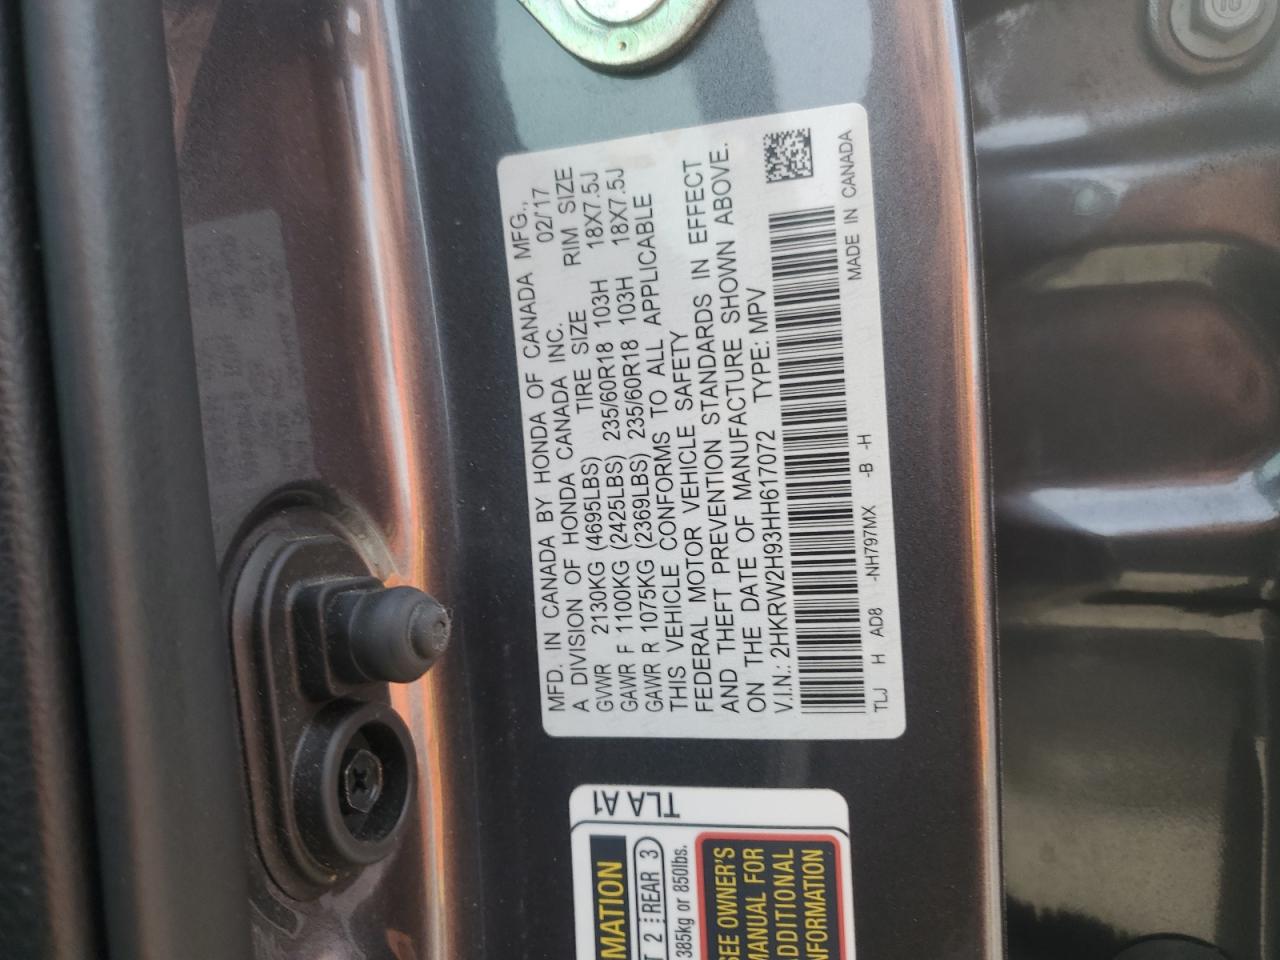 MFD. IN CANADA BY HONDA OF CANADA MFG.,
A DIVISION OF HONDA CANADA INC. 02/'17
GVWR 2130KG (4695LBS) TIRE SIZE RIM SIZE
GAWR F 1100KG (2425LBS) 235/60R18 103H 18X7.5J
GAWR R 1075KG (2369LBS) 235/60R18 103H 18X7.5J
THIS VEHICLE CONFORMS TO ALL APPLICABLE
FEDERAL MOTOR VEHICLE SAFETY
AND THEFT PREVENTION STANDARDS IN EFFECT
ON THE DATE OF MANUFACTURE SHOWN ABOVE.
V.I.N.: 2HKRW2H93HH617072 TYPE: MPV
TLJ H AD8 -NH797MX -B -H MADE IN CANADA
TLA A1
MATION
T 2 REAR 3
385kg or 850lbs.
SEE OWNER'S
MANUAL FOR
ADDITIONAL
INFORMATION